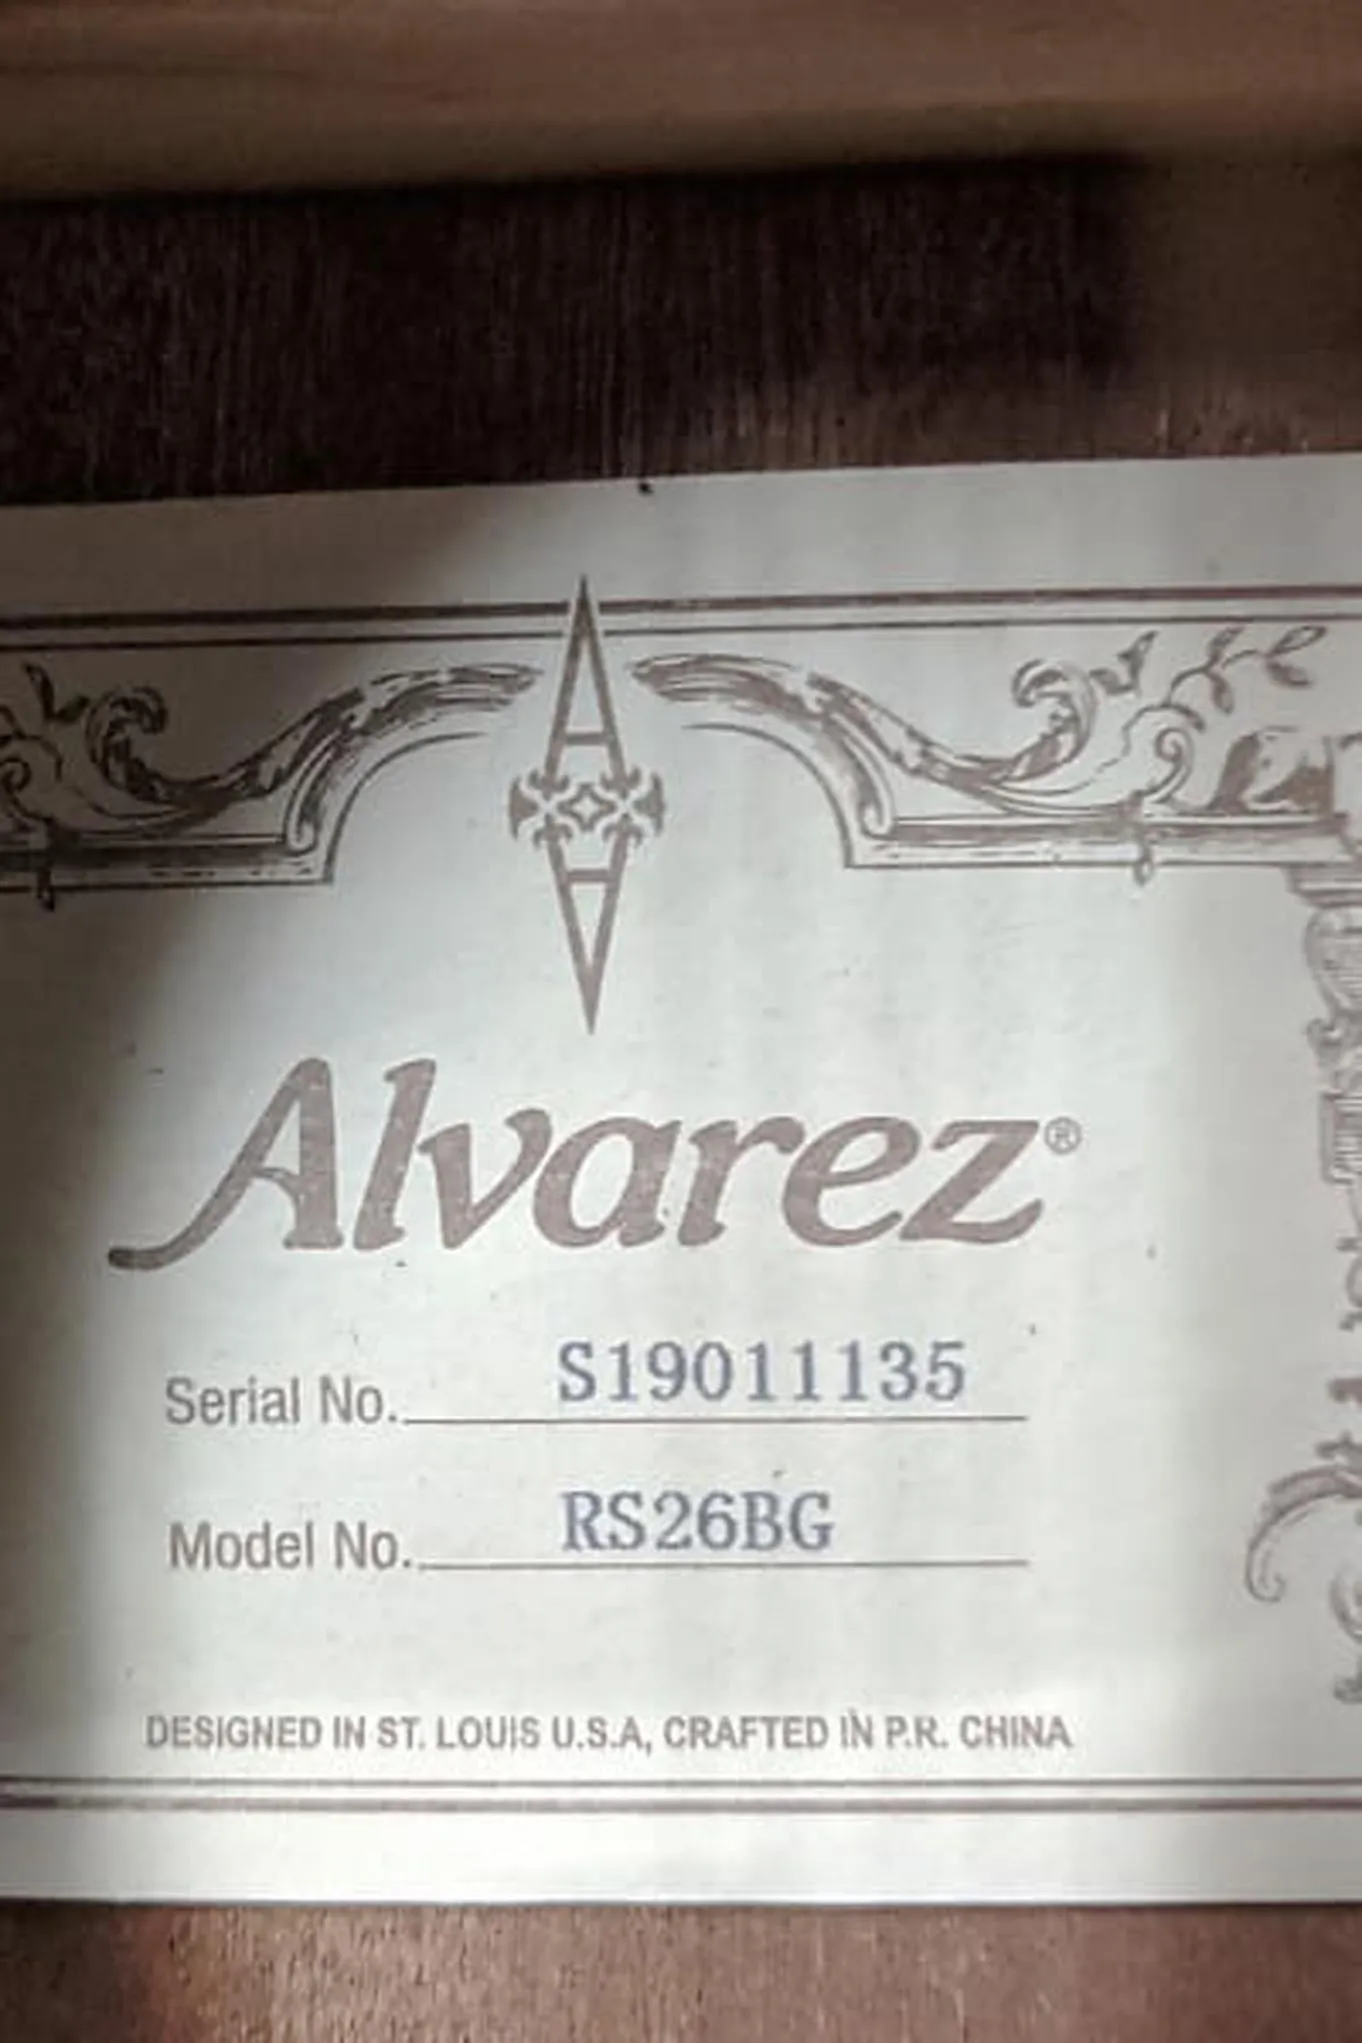 Alvarez®
Serial No. S19011135
Model No. RS26BG
DESIGNED IN ST. LOUIS U.S.A, CRAFTED IN P.R. CHINA